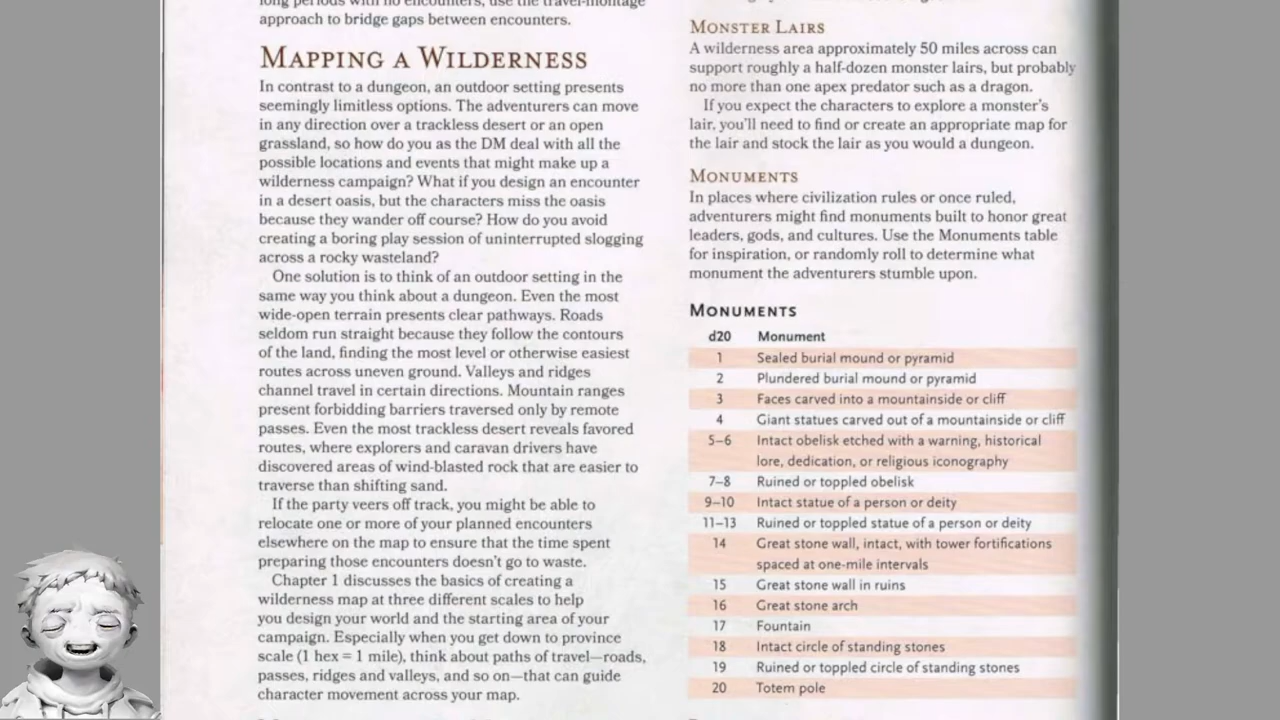 approach to bridge gaps between encounters.
MAPPING A WILDERNESS
In contrast to a dungeon, an outdoor setting presents
seemingly limitless options. The adventurers can move
in any direction over a trackless desert or an open
grassland, so how do you as the DM deal with all the
possible locations and events that might make up a
wilderness campaign? What if you design an encounter
in a desert oasis, but the characters miss the oasis
because they wander off course? How do you avoid
creating a boring play session of uninterrupted slogging
across a rocky wasteland?
One solution is to think of an outdoor setting in the
same way you think about a dungeon. Even the most
wide-open terrain presents clear pathways. Roads
seldom run straight because they follow the contours
of the land, finding the most level or otherwise easiest
routes across uneven ground. Valleys and ridges
channel travel in certain directions. Mountain ranges
present forbidding barriers traversed only by remote
passes. Even the most trackless desert reveals favored
routes, where explorers and caravan drivers have
discovered areas of wind-blasted rock that are easier to
traverse than shifting sand.
If the party veers off track, you might be able to
relocate one or more of your planned encounters
elsewhere on the map to ensure that the time spent
preparing those encounters doesn't go to waste.
Chapter 1 discusses the basics of creating a
wilderness map at three different scales to help
you design your world and the starting area of your
campaign. Especially when you get down to province
scale (1 hex = 1 mile), think about paths of travel—roads,
passes, ridges and valleys, and so on—that can guide
character movement across your map.
MONSTER LAIRS
A wilderness area approximately 50 miles across can
support roughly a half-dozen monster lairs, but probably
no more than one apex predator such as a dragon.
If you expect the characters to explore a monster's
lair, you'll need to find or create an appropriate map for
the lair and stock the lair as you would a dungeon.
MONUMENTS
In places where civilization rules or once ruled,
adventurers might find monuments built to honor great
leaders, gods, and cultures. Use the Monuments table
for inspiration, or randomly roll to determine what
monument the adventurers stumble upon.
MONUMENTS
d20 Monument
1 Sealed burial mound or pyramid
2 Plundered burial mound or pyramid
3 Faces carved into a mountainside or cliff
4 Giant statues carved out of a mountainside or cliff
5–6 Intact obelisk etched with a warning, historical
lore, dedication, or religious iconography
7–8 Ruined or toppled obelisk
9–10 Intact statue of a person or deity
11–13 Ruined or toppled statue of a person or deity
14 Great stone wall, intact, with tower fortifications
spaced at one-mile intervals
15 Great stone wall in ruins
16 Great stone arch
17 Fountain
18 Intact circle of standing stones
19 Ruined or toppled circle of standing stones
20 Totem pole